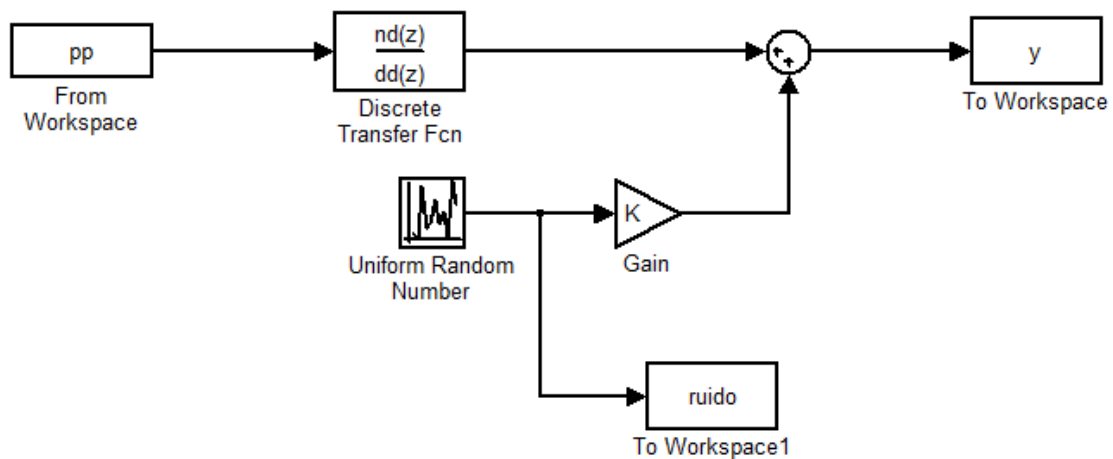 pp
From
Workspace
nd(z)
dd(z)
Discrete
Transfer Fcn
y
To Workspace
Uniform Random
Number
K
Gain
ruido
To Workspace1